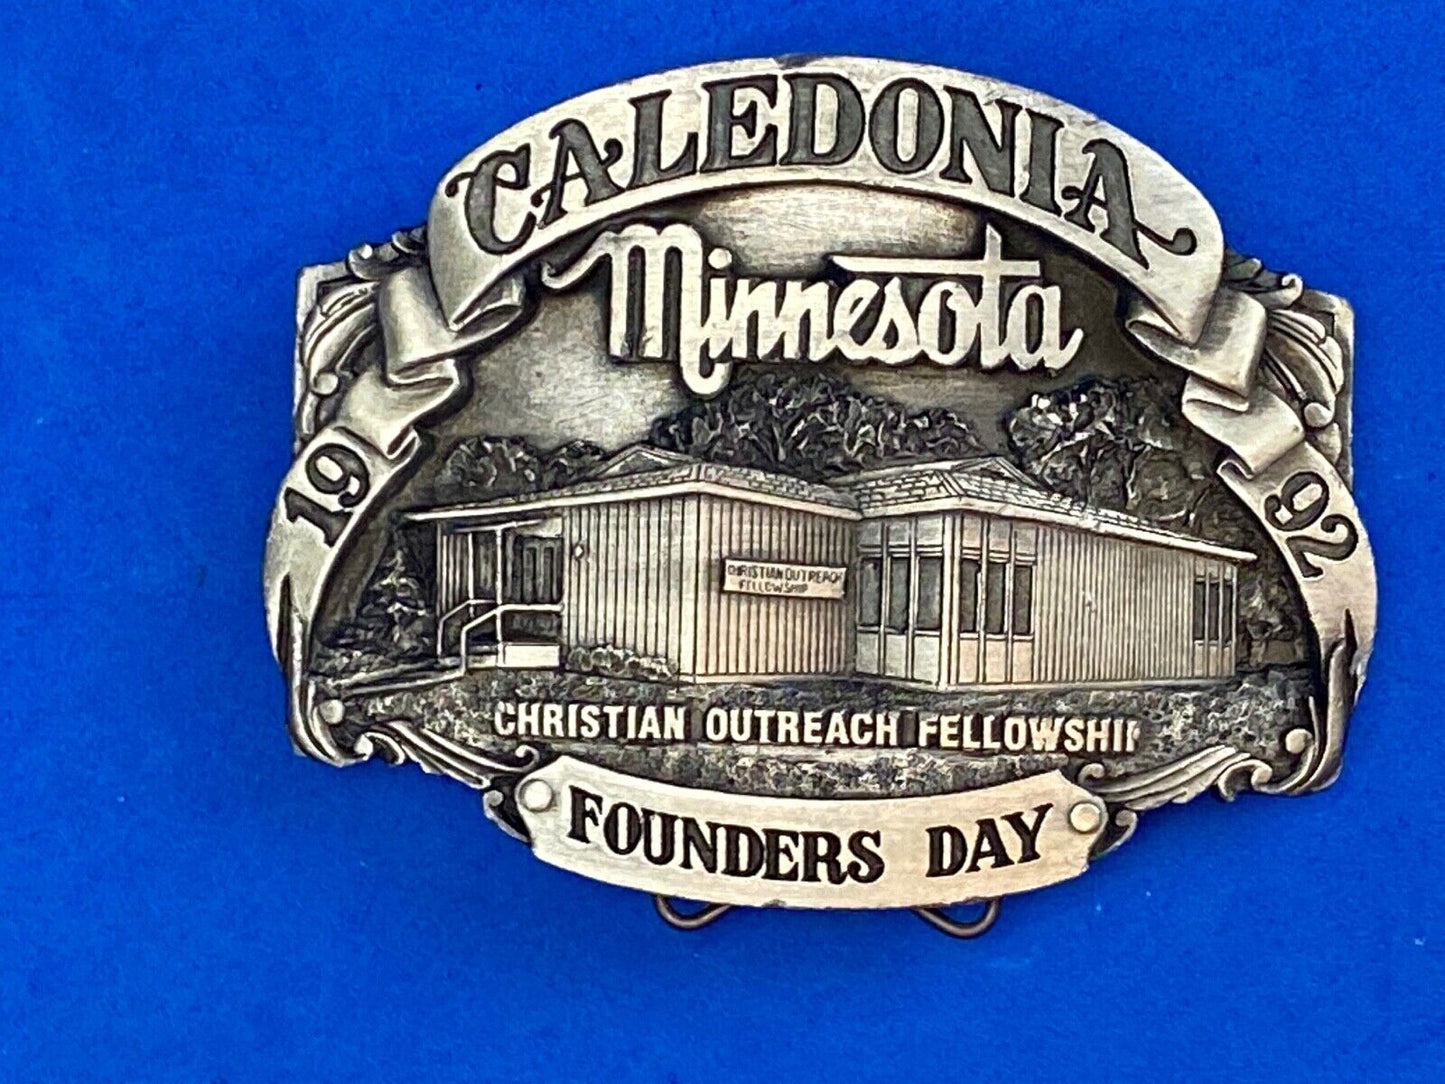 CALEDONIA
Minnesota
19 92
CHRISTIAN OUTREACH
FELLOWSHIP
CHRISTIAN OUTREACH FELLOWSHIP
FOUNDERS DAY